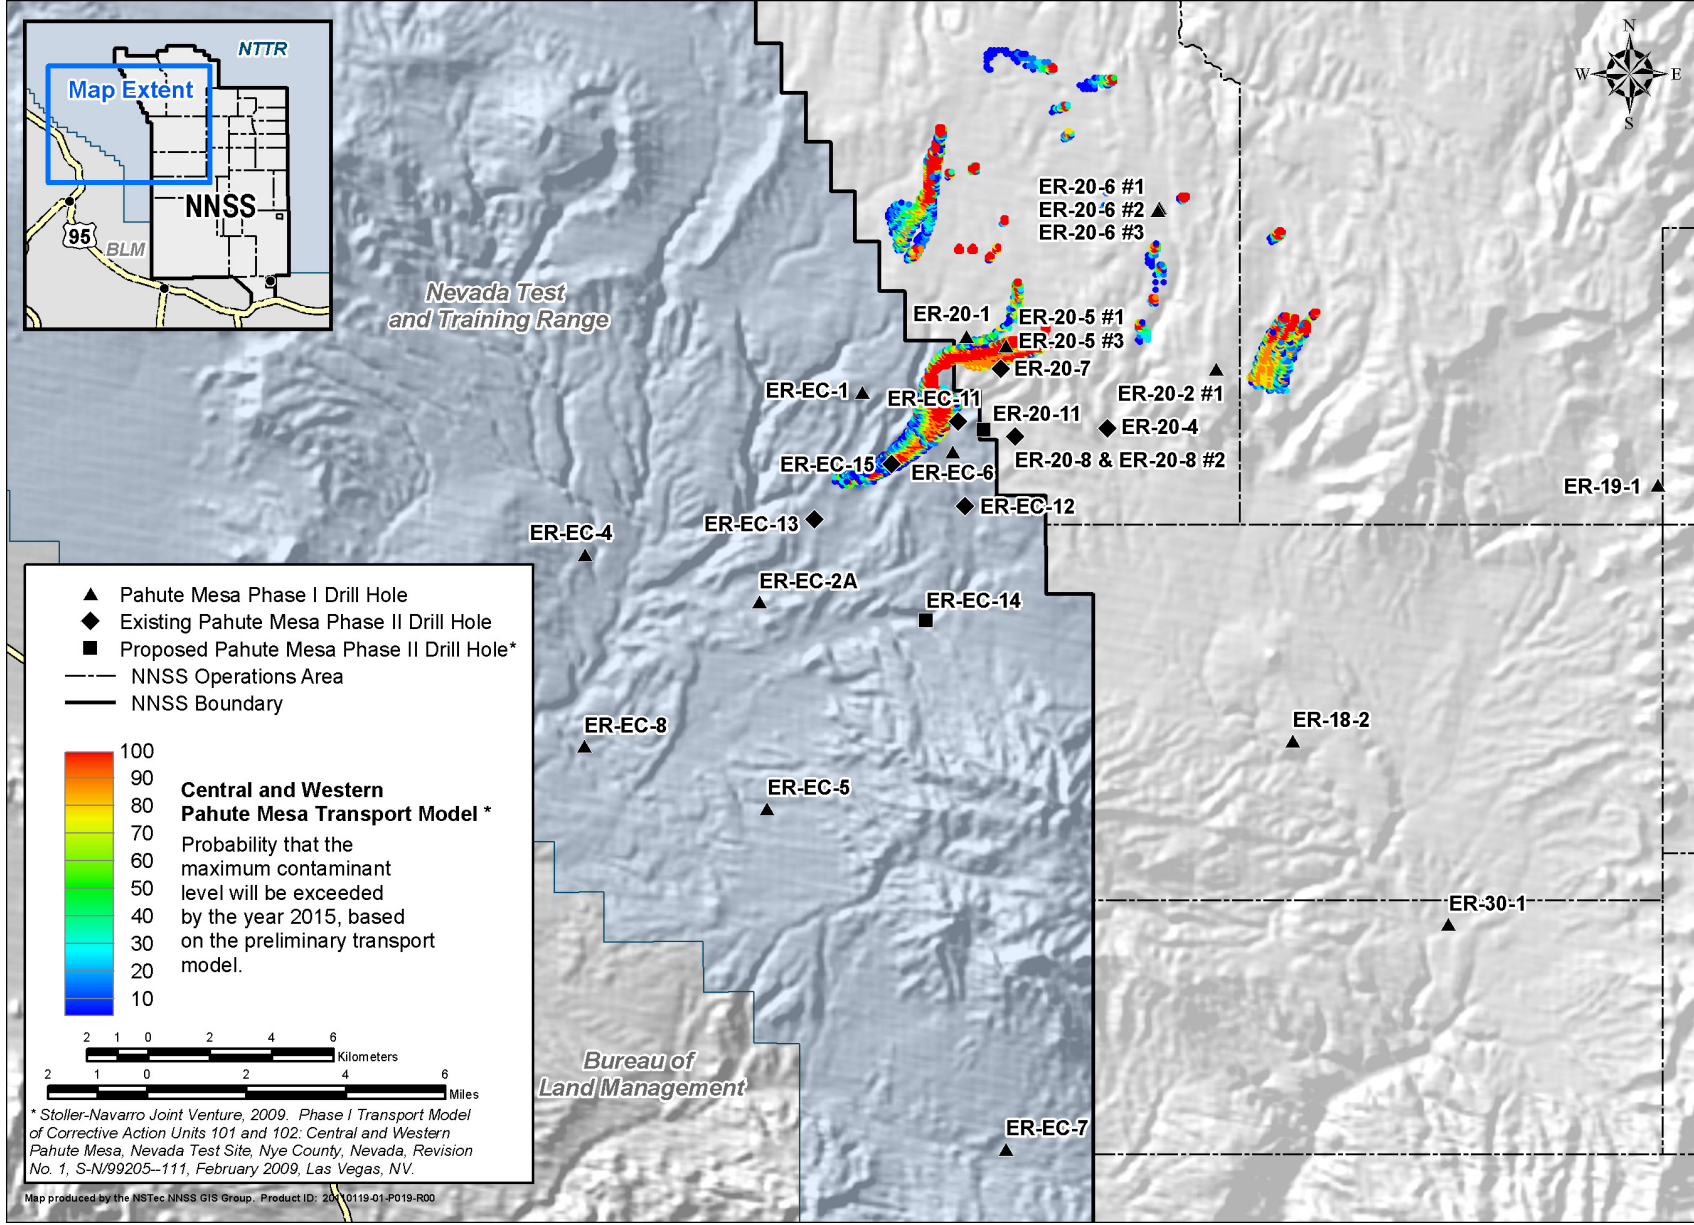 NTTR
Map Extent
NNSS
95
BLM
N
W
E
S
Nevada Test
and Training Range
ER-20-6 #1
ER-20-6 #2
ER-20-6 #3
ER-20-1
ER-20-5 #1
ER-20-5 #3
ER-20-7
ER-EC-1
ER-EC-11
ER-20-2 #1
ER-20-11
ER-20-4
ER-20-8 & ER-20-8 #2
ER-EC-15
ER-EC-6
ER-19-1
ER-EC-12
ER-EC-13
ER-EC-4
ER-EC-2A
ER-EC-14
ER-EC-8
ER-18-2
ER-EC-5
ER-30-1
Bureau of
Land Management
ER-EC-7
Pahute Mesa Phase I Drill Hole
Existing Pahute Mesa Phase II Drill Hole
Proposed Pahute Mesa Phase II Drill Hole*
NNSS Operations Area
NNSS Boundary
100
90
80
70
60
50
40
30
20
10
Central and Western
Pahute Mesa Transport Model *
Probability that the
maximum contaminant
level will be exceeded
by the year 2015, based
on the preliminary transport
model.
2 1 0 2 4 6
Kilometers
2 1 0 2 4 6
Miles
* Stoller-Navarro Joint Venture, 2009. Phase I Transport Model
of Corrective Action Units 101 and 102: Central and Western
Pahute Mesa, Nevada Test Site, Nye County, Nevada, Revision
No. 1, S-N/99205--111, February 2009, Las Vegas, NV.
Map produced by the NSTec NNSS GIS Group. Product ID: 20110119-01-P019-R00